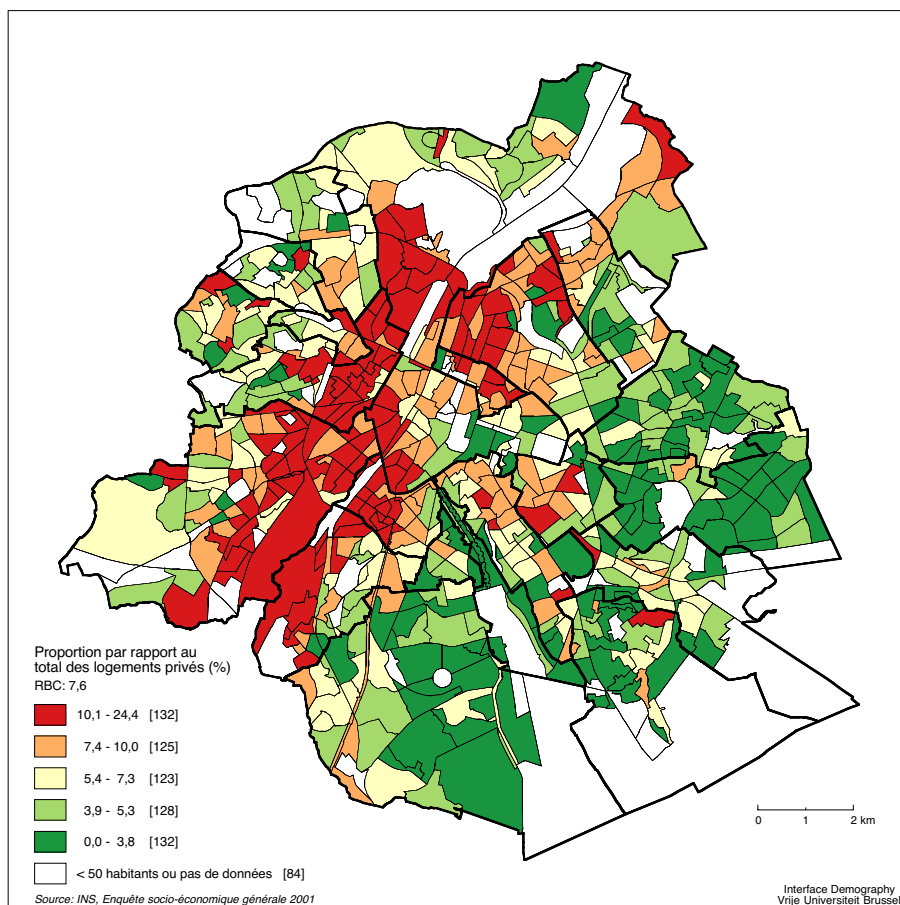 Proportion par rapport au
total des logements privés (%)
RBC: 7,6
10,1 - 24,4 [132]
7,4 - 10,0 [125]
5,4 - 7,3 [123]
3,9 - 5,3 [128]
0,0 - 3,8 [132]
< 50 habitants ou pas de données [84]
Source: INS, Enquête socio-économique générale 2001
0 1 2 km
Interface Demography
Vrije Universiteit Brussel